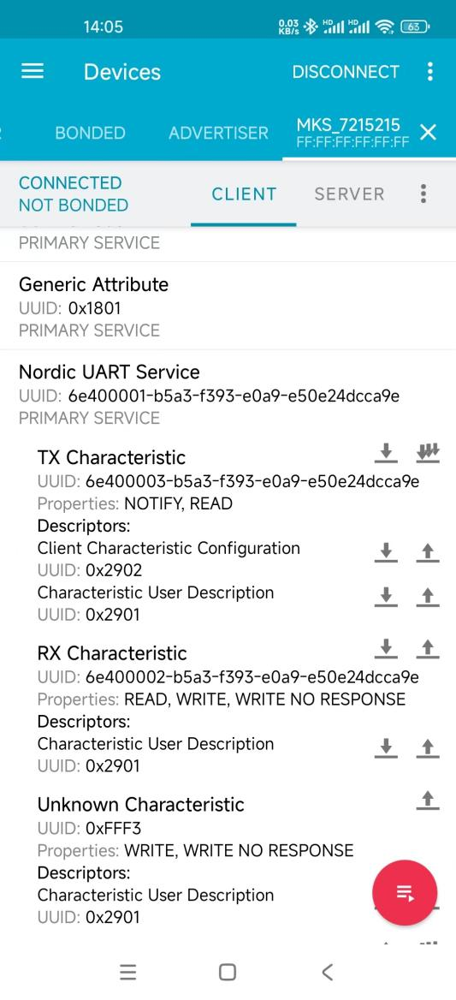 14:05
0.03 KB/s HD HD 63
Devices
DISCONNECT
BONDED
ADVERTISER
MKS_7215215
FF:FF:FF:FF:FF:FF
CONNECTED
NOT BONDED
CLIENT
SERVER
PRIMARY SERVICE
Generic Attribute
UUID: 0x1801
PRIMARY SERVICE
Nordic UART Service
UUID: 6e400001-b5a3-f393-e0a9-e50e24dcca9e
PRIMARY SERVICE
TX Characteristic
UUID: 6e400003-b5a3-f393-e0a9-e50e24dcca9e
Properties: NOTIFY, READ
Descriptors:
Client Characteristic Configuration
UUID: 0x2902
Characteristic User Description
UUID: 0x2901
RX Characteristic
UUID: 6e400002-b5a3-f393-e0a9-e50e24dcca9e
Properties: READ, WRITE, WRITE NO RESPONSE
Descriptors:
Characteristic User Description
UUID: 0x2901
Unknown Characteristic
UUID: 0xFFF3
Properties: WRITE, WRITE NO RESPONSE
Descriptors:
Characteristic User Description
UUID: 0x2901